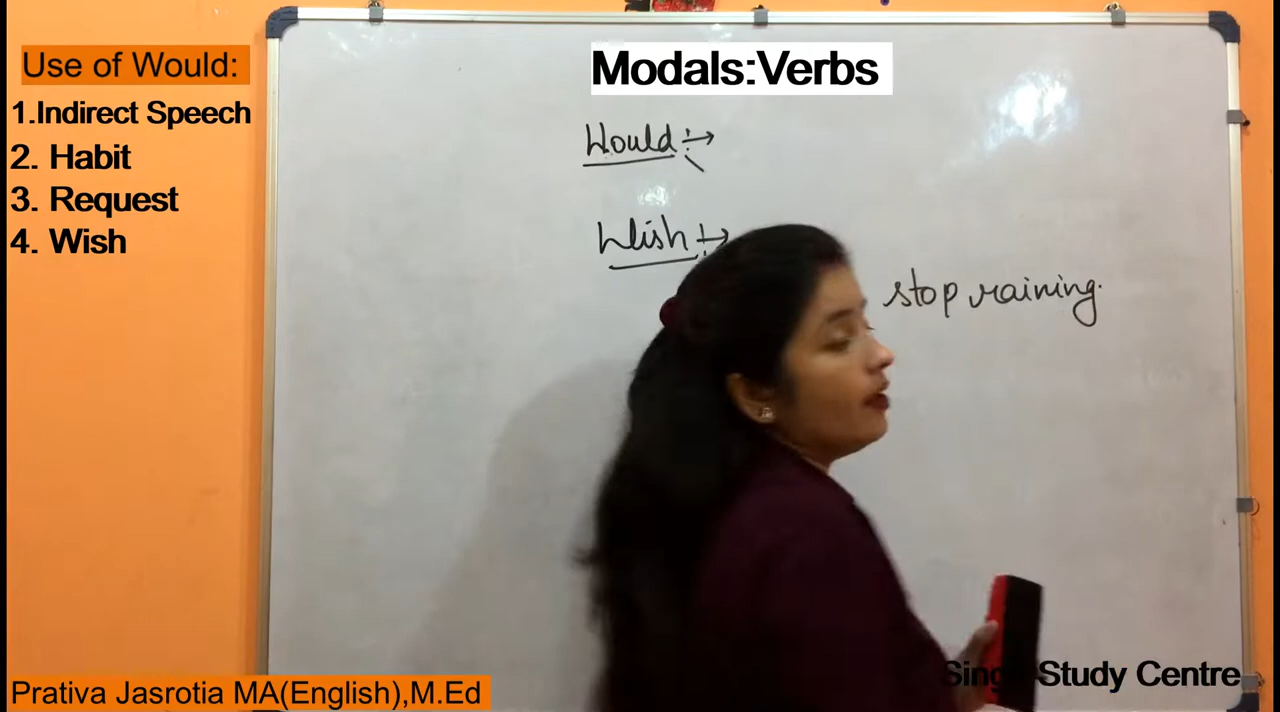 Use of Would:
1.Indirect Speech
2. Habit
3. Request
4. Wish
Modals:Verbs
Would :→
Wish :→
stop raining.
Prativa Jasrotia MA(English),M.Ed
Study Centre